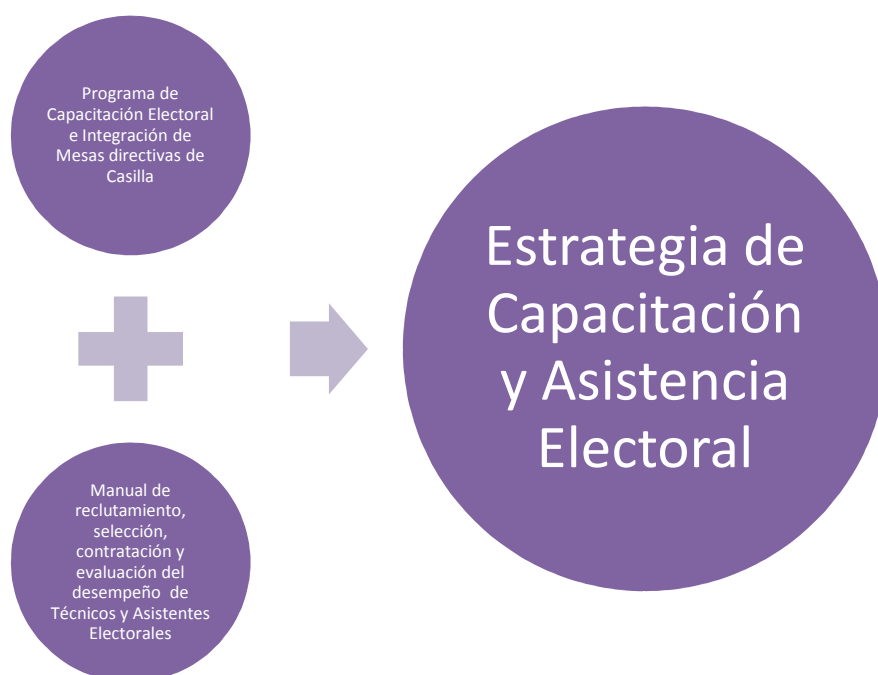 Programa de
Capacitación Electoral
e Integración de
Mesas directivas de
Casilla
Manual de
reclutamiento,
selección,
contratación y
evaluación del
desempeño de
Técnicos y Asistentes
Electorales
Estrategia de
Capacitación
y Asistencia
Electoral